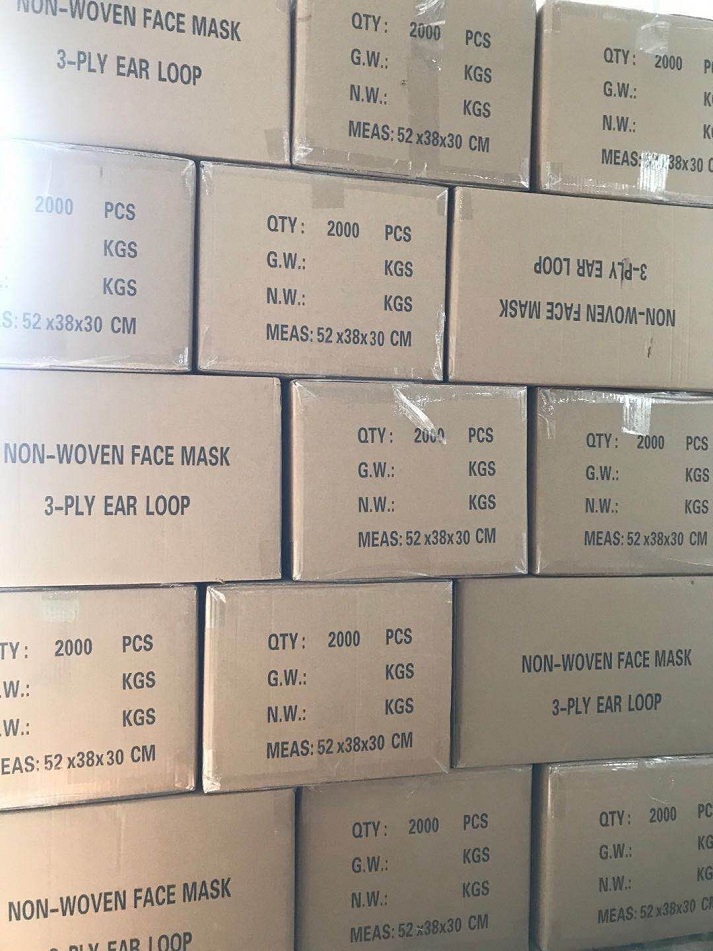 NON-WOVEN FACE MASK
3-PLY EAR LOOP
QTY: 2000 PCS
G.W.: KGS
N.W.: KGS
MEAS: 52 x38x30 CM
QTY: 2000
G.W.:
N.W.:
MEAS: 38x30
2000 PCS
KGS
KGS
52 x38x30 CM
QTY: 2000 PCS
G.W.: KGS
N.W.: KGS
MEAS: 52 x38x30 CM
NON-WOVEN FACE MASK
3-PLY EAR LOOP
NON-WOVEN FACE MASK
3-PLY EAR LOOP
QTY: 2000 PCS
G.W.: KGS
N.W.: KGS
MEAS: 52 x38x30 CM
QTY: 2000 PCS
G.W.: KGS
N.W.: KGS
MEAS: 52 x38x30 CM
TY: 2000 PCS
.W.: KGS
.W.: KGS
EAS: 52 x38x30 CM
QTY: 2000 PCS
G.W.: KGS
N.W.: KGS
MEAS: 52 x38x30 CM
NON-WOVEN FACE MASK
3-PLY EAR LOOP
NON-WOVEN FACE MASK
PLY EAR LOOP
QTY: 2000 PCS
G.W.: KGS
N.W.: KGS
MEAS: 52 x38x30 CM
QTY: 2000 PC
G.W.: KG
N.W.: KG
MEAS: 52 x38x30